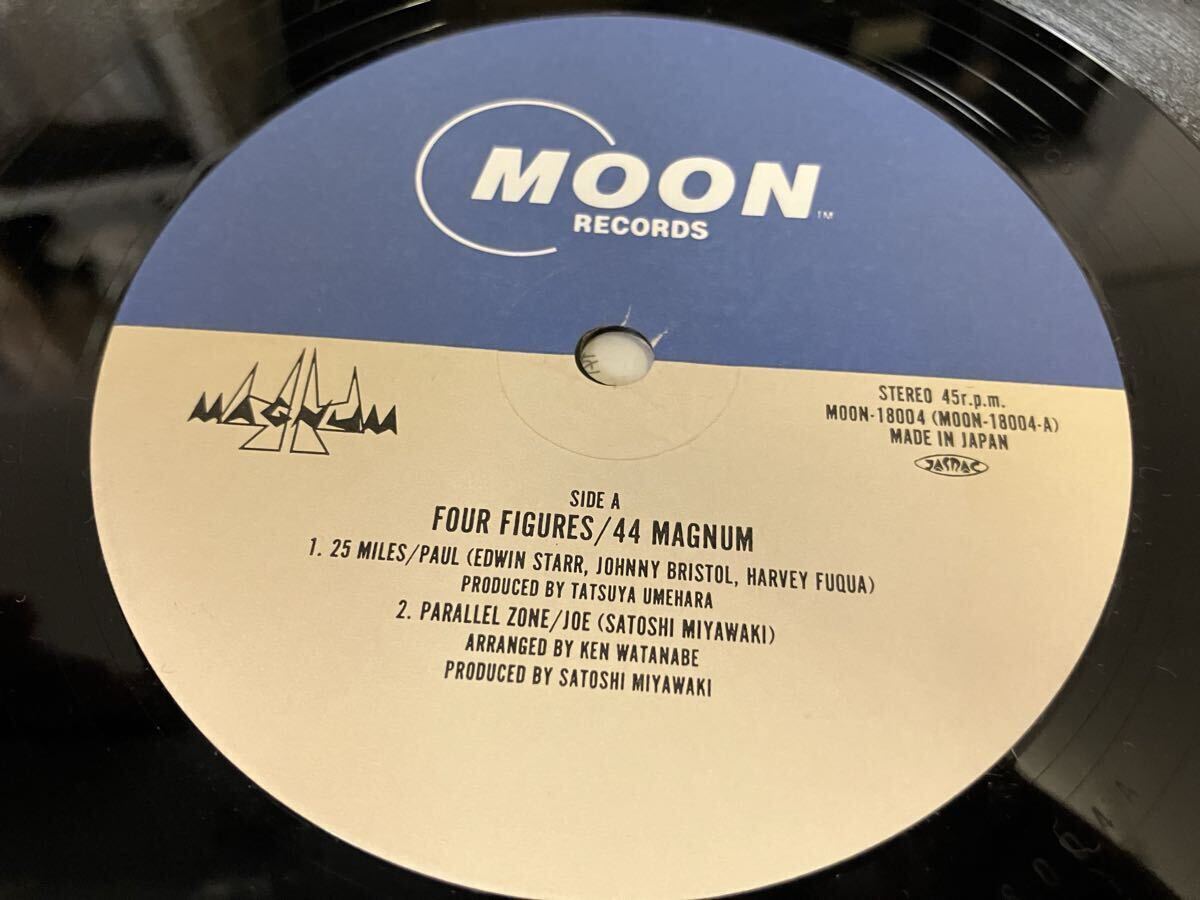 MOON
TM
RECORDS
MAGNUM
44
STEREO 45r.p.m.
MOON-18004 (MOON-18004-A)
MADE IN JAPAN
JASRAC
SIDE A
FOUR FIGURES/44 MAGNUM
1. 25 MILES/PAUL (EDWIN STARR, JOHNNY BRISTOL, HARVEY FUQUA)
PRODUCED BY TATSUYA UMEHARA
2. PARALLEL ZONE/JOE (SATOSHI MIYAWAKI)
ARRANGED BY KEN WATANABE
PRODUCED BY SATOSHI MIYAWAKI